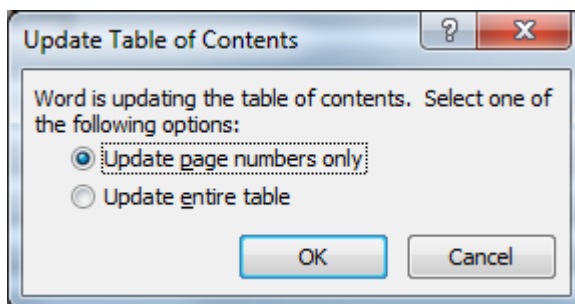 Update Table of Contents
Word is updating the table of contents. Select one of
the following options:
Update page numbers only
Update entire table
OK
Cancel